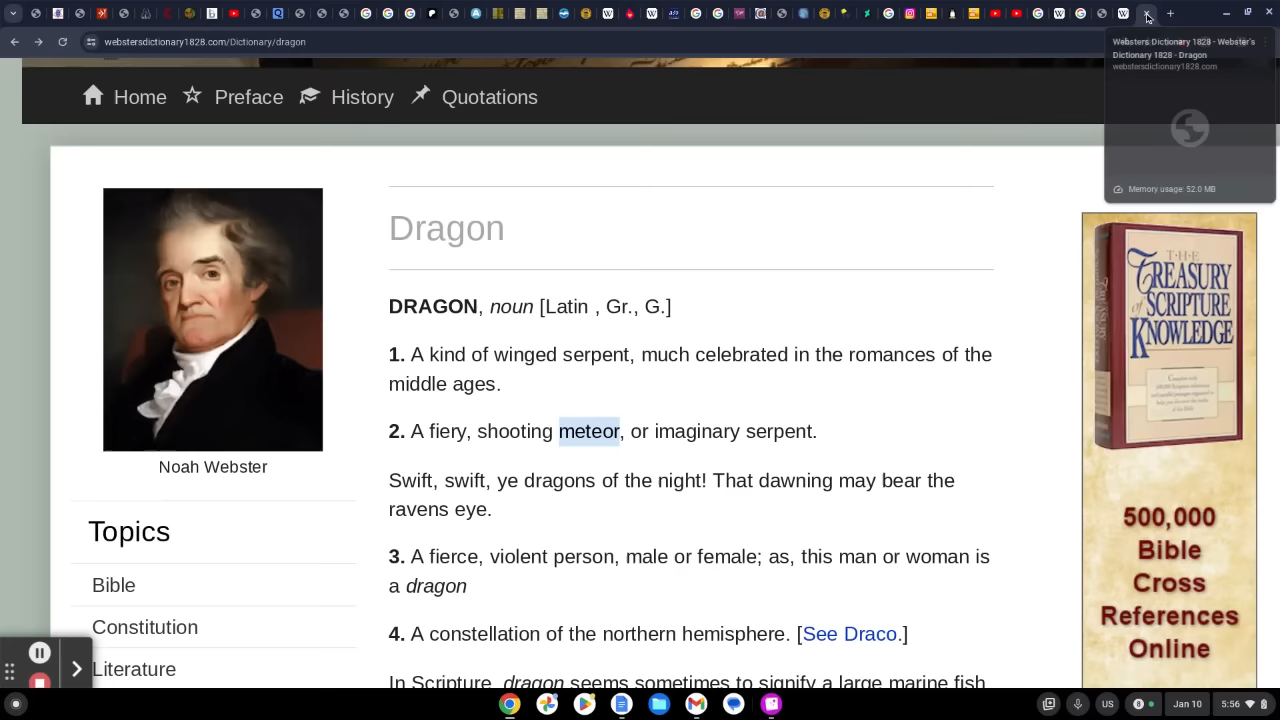 webstersdictionary1828.com/Dictionary/dragon
Websters Dictionary 1828 - Webster's
Dictionary 1828 - Dragon
webstersdictionary1828.com
Memory usage: 52.0 MB
Home Preface History Quotations
Dragon
DRAGON, noun [Latin , Gr., G.]
1. A kind of winged serpent, much celebrated in the romances of the
middle ages.
2. A fiery, shooting meteor, or imaginary serpent.
Swift, swift, ye dragons of the night! That dawning may bear the
ravens eye.
3. A fierce, violent person, male or female; as, this man or woman is
a dragon
4. A constellation of the northern hemisphere. [See Draco.]
In Scripture, dragon seems sometimes to signify a large marine fish
Noah Webster
Topics
Bible
Constitution
Literature
THE
TREASURY
of SCRIPTURE
KNOWLEDGE
500,000
Bible
Cross
References
Online
US
Jan 10
5:56